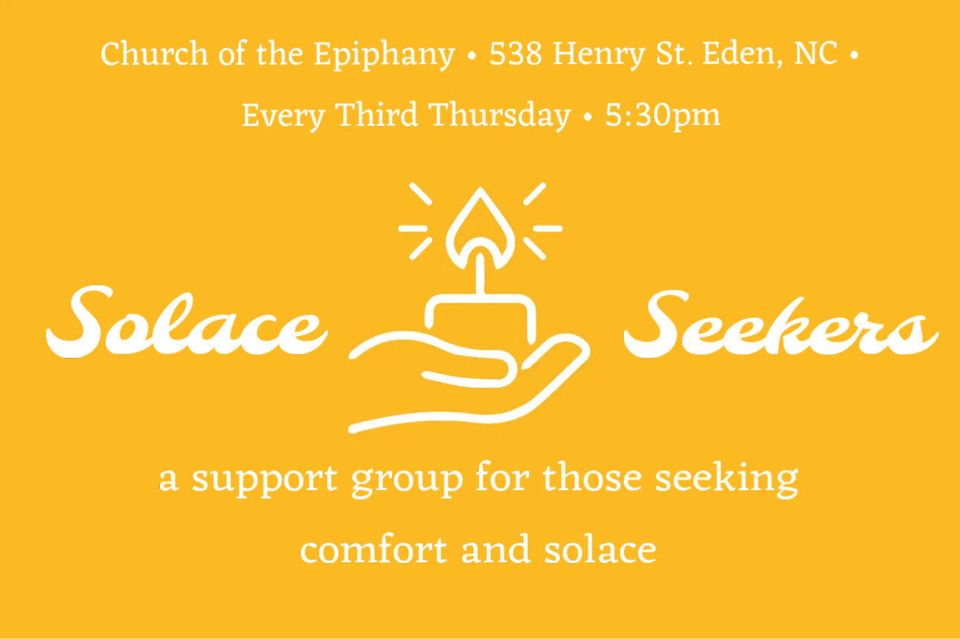 Church of the Epiphany • 538 Henry St. Eden, NC •
Every Third Thursday • 5:30pm
Solace Seekers
a support group for those seeking
comfort and solace